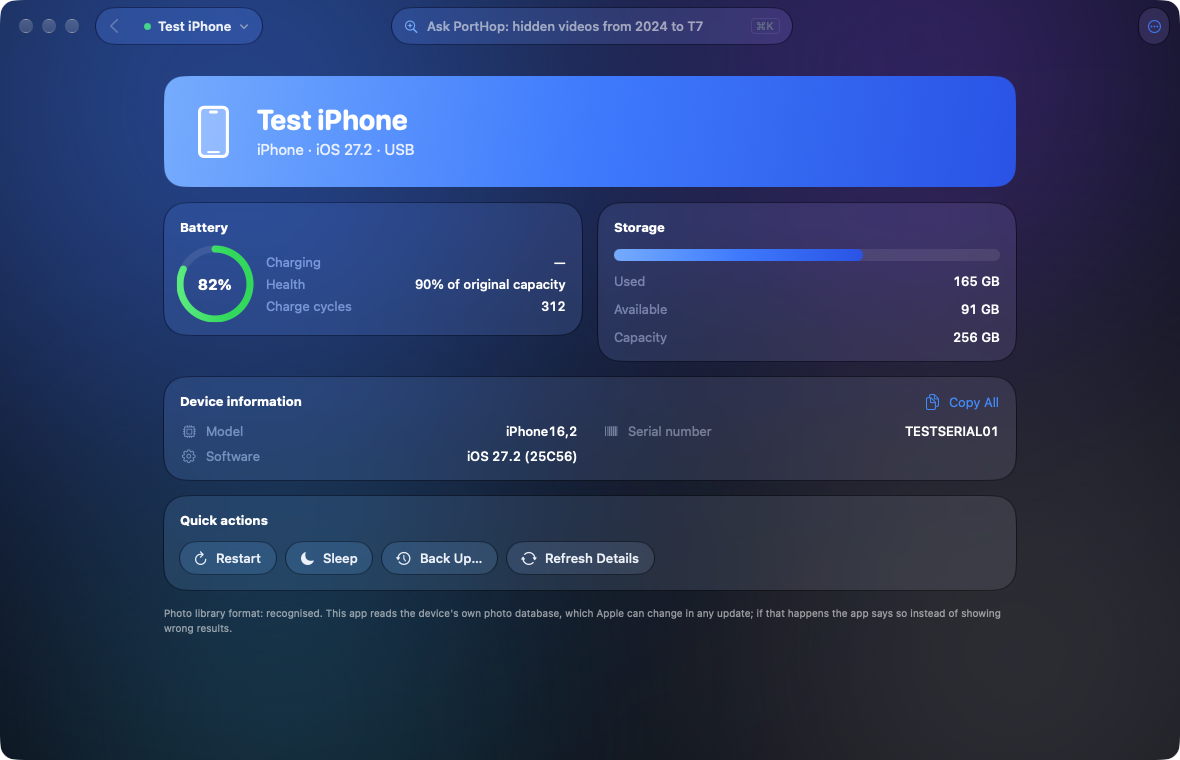 Test iPhone
Ask PortHop: hidden videos from 2024 to T7
⌘K
Test iPhone
iPhone · iOS 27.2 · USB
Battery
82%
Charging —
Health 90% of original capacity
Charge cycles 312
Storage
Used 165 GB
Available 91 GB
Capacity 256 GB
Device information
Copy All
Model iPhone16,2
Serial number TESTSERIAL01
Software iOS 27.2 (25C56)
Quick actions
Restart
Sleep
Back Up...
Refresh Details
Photo library format: recognised. This app reads the device's own photo database, which Apple can change in any update; if that happens the app says so instead of showing
wrong results.